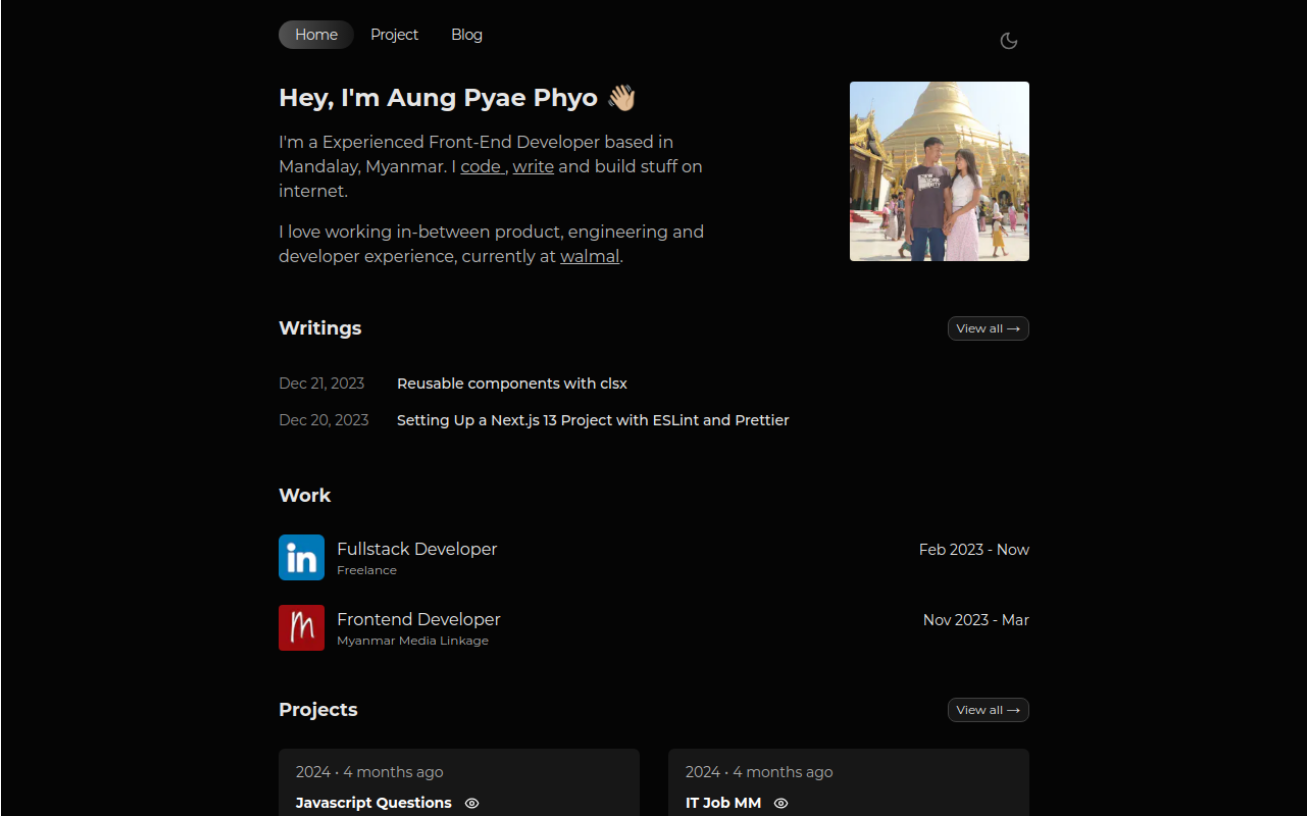 Home Project Blog
Hey, I'm Aung Pyae Phyo 👋🏼
I'm a Experienced Front-End Developer based in
Mandalay, Myanmar. I code , write and build stuff on
internet.
I love working in-between product, engineering and
developer experience, currently at walmal.
Writings View all →
Dec 21, 2023 Reusable components with clsx
Dec 20, 2023 Setting Up a Next.js 13 Project with ESLint and Prettier
Work
in Fullstack Developer Feb 2023 - Now
Freelance
m Frontend Developer Nov 2023 - Mar
Myanmar Media Linkage
Projects View all →
2024 • 4 months ago 2024 • 4 months ago
Javascript Questions IT Job MM